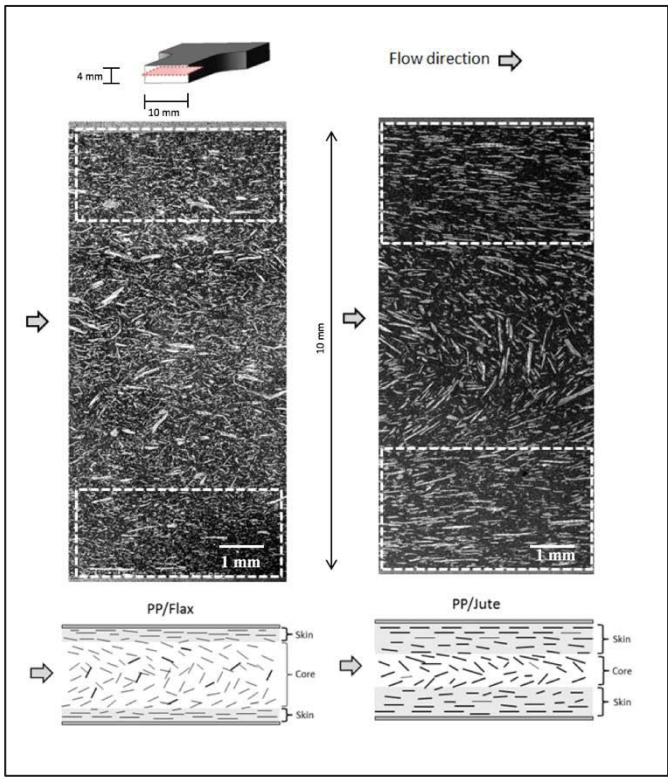 Flow direction
4 mm
10 mm
10 mm
1 mm
1 mm
PP/Flax
PP/Jute
Skin
Core
Skin
Skin
Core
Skin